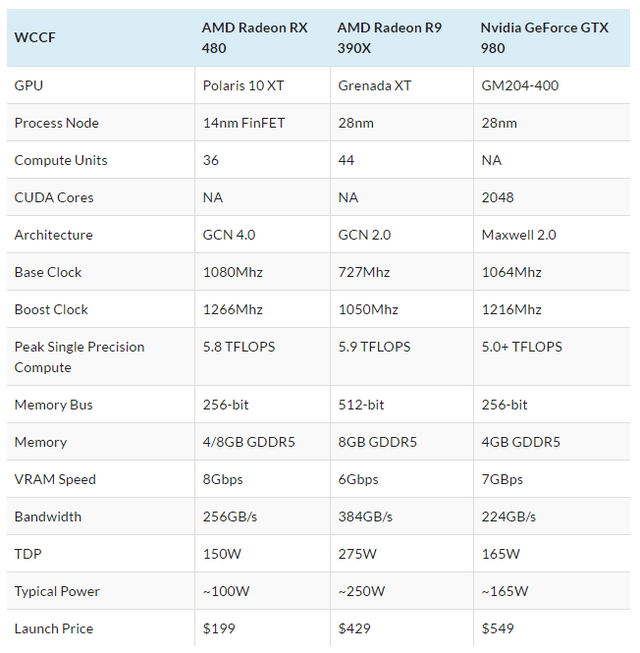 WCCF AMD Radeon RX 480 AMD Radeon R9 390X Nvidia GeForce GTX 980
GPU Polaris 10 XT Grenada XT GM204-400
Process Node 14nm FinFET 28nm 28nm
Compute Units 36 44 NA
CUDA Cores NA NA 2048
Architecture GCN 4.0 GCN 2.0 Maxwell 2.0
Base Clock 1080Mhz 727Mhz 1064Mhz
Boost Clock 1266Mhz 1050Mhz 1216Mhz
Peak Single Precision Compute 5.8 TFLOPS 5.9 TFLOPS 5.0+ TFLOPS
Memory Bus 256-bit 512-bit 256-bit
Memory 4/8GB GDDR5 8GB GDDR5 4GB GDDR5
VRAM Speed 8Gbps 6Gbps 7GBps
Bandwidth 256GB/s 384GB/s 224GB/s
TDP 150W 275W 165W
Typical Power ~100W ~250W ~165W
Launch Price $199 $429 $549